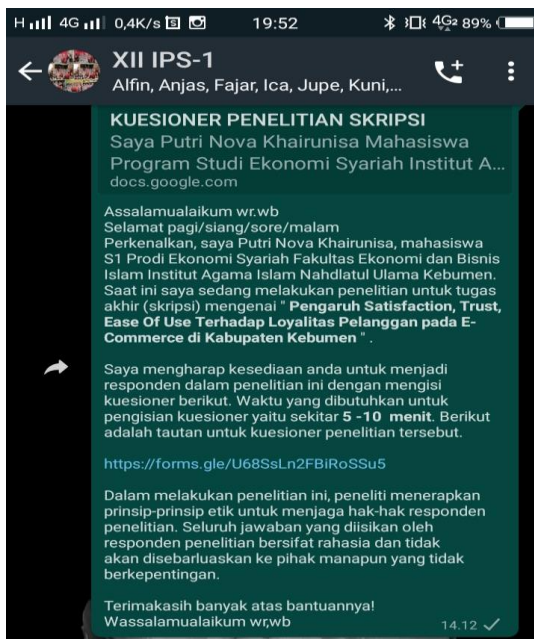 H 4G 0,4K/s 19:52 4G2 89%
XII IPS-1
Alfin, Anjas, Fajar, Ica, Jupe, Kuni,...
KUESIONER PENELITIAN SKRIPSI
Saya Putri Nova Khairunisa Mahasiswa
Program Studi Ekonomi Syariah Institut A...
docs.google.com
Assalamualaikum wr.wb
Selamat pagi/siang/sore/malam
Perkenalkan, saya Putri Nova Khairunisa, mahasiswa
S1 Prodi Ekonomi Syariah Fakultas Ekonomi dan Bisnis
Islam Institut Agama Islam Nahdlatul Ulama Kebumen.
Saat ini saya sedang melakukan penelitian untuk tugas
akhir (skripsi) mengenai " Pengaruh Satisfaction, Trust,
Ease Of Use Terhadap Loyalitas Pelanggan pada E-
Commerce di Kabupaten Kebumen " .
Saya mengharap kesediaan anda untuk menjadi
responden dalam penelitian ini dengan mengisi
kuesioner berikut. Waktu yang dibutuhkan untuk
pengisian kuesioner yaitu sekitar 5 -10 menit. Berikut
adalah tautan untuk kuesioner penelitian tersebut.
https://forms.gle/U68SsLn2FBiRoSSu5
Dalam melakukan penelitian ini, peneliti menerapkan
prinsip-prinsip etik untuk menjaga hak-hak responden
penelitian. Seluruh jawaban yang diisikan oleh
responden penelitian bersifat rahasia dan tidak
akan disebarluaskan ke pihak manapun yang tidak
berkepentingan.
Terimakasih banyak atas bantuannya!
Wassalamualaikum wr,wb
14.12